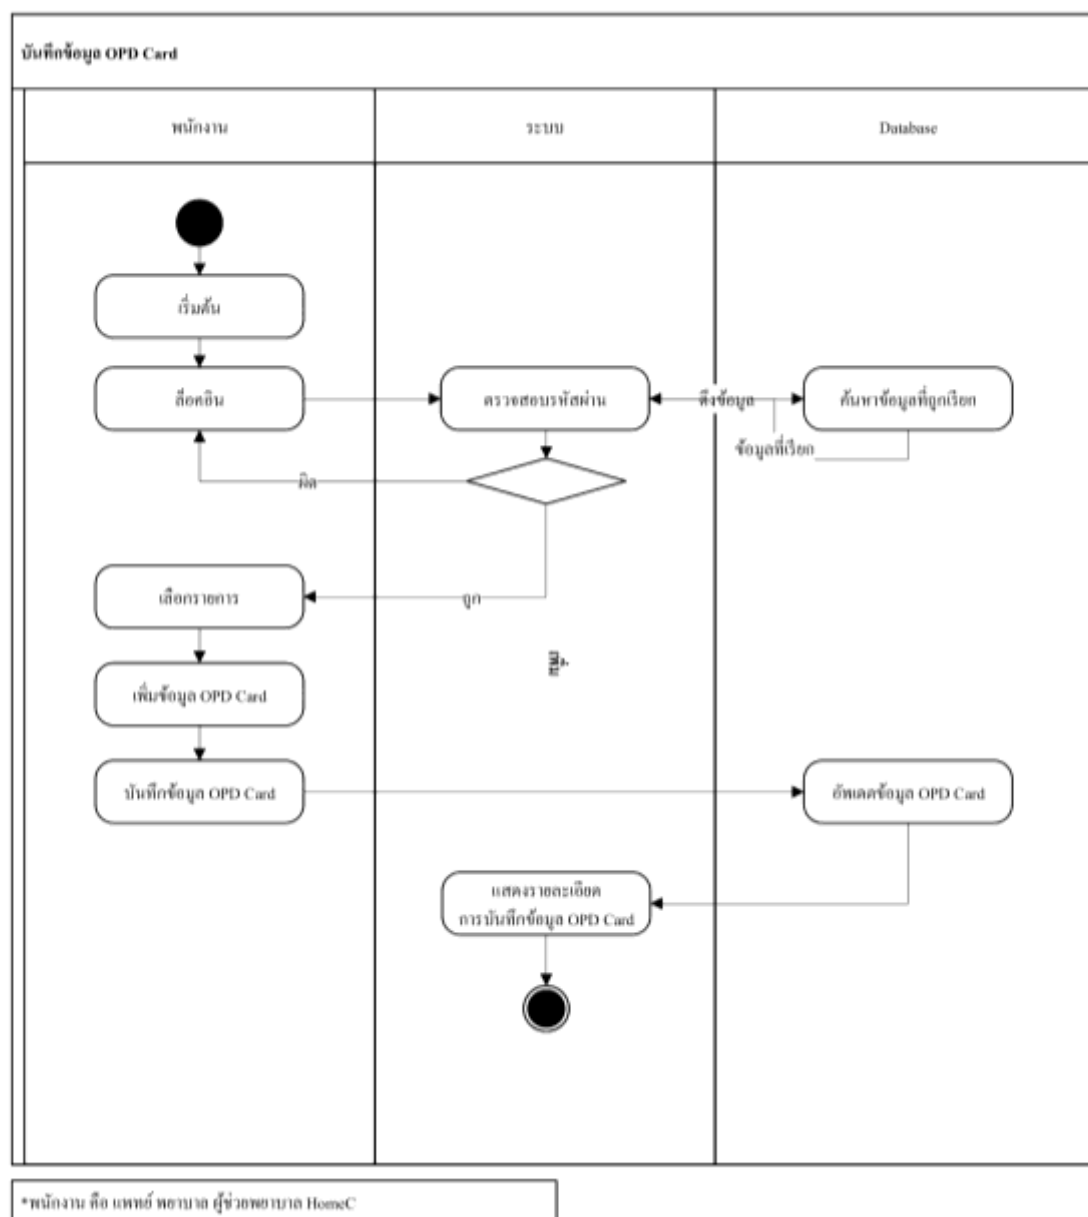 บันทึกข้อมูล OPD Card
พนักงาน
ระบบ
Database
เริ่มต้น
ล็อคอิน
ตรวจสอบรหัสผ่าน
ดึงข้อมูล
ค้นหาข้อมูลที่ถูกเรียก
ข้อมูลที่เรียก
ผิด
เลือกรายการ
ถูก
เพิ่มข้อมูล OPD Card
บันทึกข้อมูล OPD Card
อัพเดตข้อมูล OPD Card
แสดงรายละเอียด
การบันทึกข้อมูล OPD Card
*พนักงาน คือ แพทย์ พยาบาล ผู้ช่วยพยาบาล HomeC